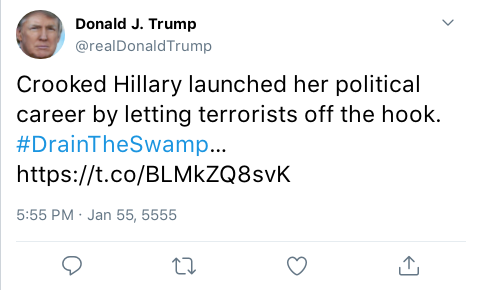 Donald J. Trump
@realDonaldTrump
Crooked Hillary launched her political
career by letting terrorists off the hook.
#DrainTheSwamp...
https://t.co/BLMkZQ8svK
5:55 PM · Jan 55, 5555